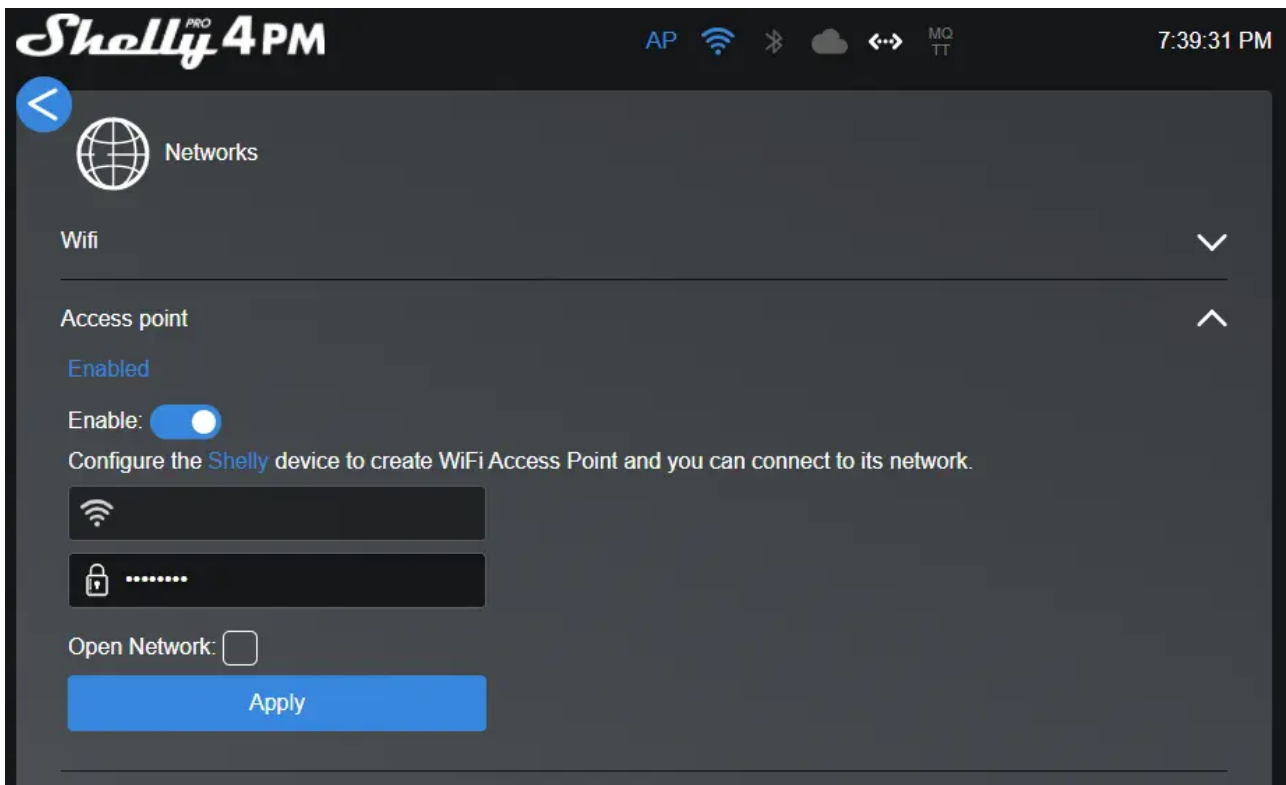 Shelly PRO 4PM
AP
MQ
TT
7:39:31 PM
Networks
Wifi
Access point
Enabled
Enable:
Configure the Shelly device to create WiFi Access Point and you can connect to its network.
••••••••
Open Network:
Apply